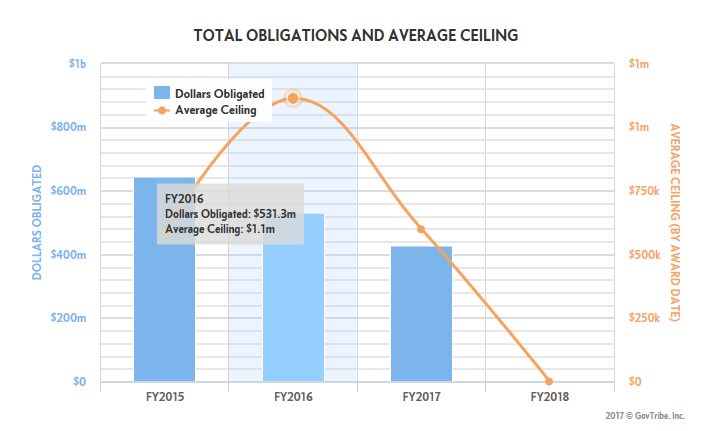 TOTAL OBLIGATIONS AND AVERAGE CEILING
$1b
$800m
$600m
$400m
$200m
$0
DOLLARS OBLIGATED
Dollars Obligated
Average Ceiling
FY2016
Dollars Obligated: $531.3m
Average Ceiling: $1.1m
$1m
$1m
$750k
$500k
$250k
$0
AVERAGE CEILING (BY AWARD DATE)
FY2015
FY2016
FY2017
FY2018
2017 © GovTribe, Inc.